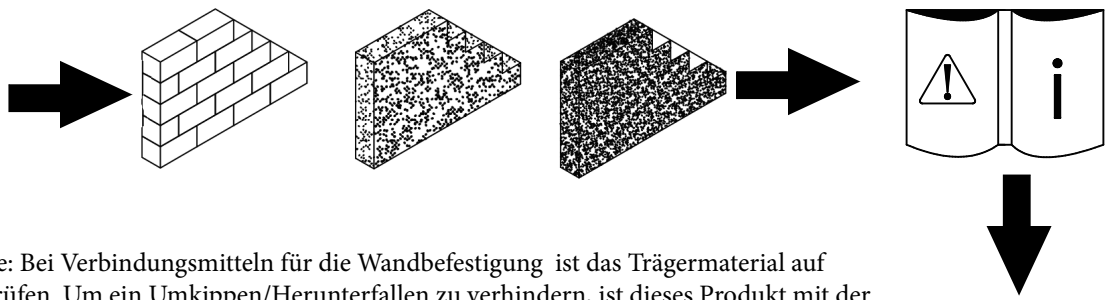 e: Bei Verbindungsmitteln für die Wandbefestigung ist das Trägermaterial auf
rüfen. Um ein Umkippen/Herunterfallen zu verhindern, ist dieses Produkt mit der
! i